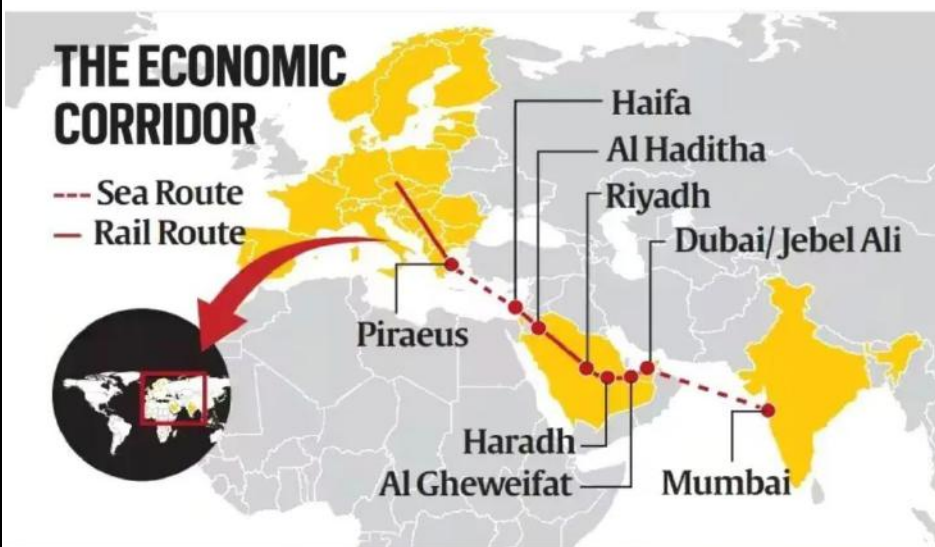 THE ECONOMIC
CORRIDOR
Sea Route
Rail Route
Haifa
Al Haditha
Riyadh
Dubai/Jebel Ali
Piraeus
Haradh
Al Gheweifat
Mumbai